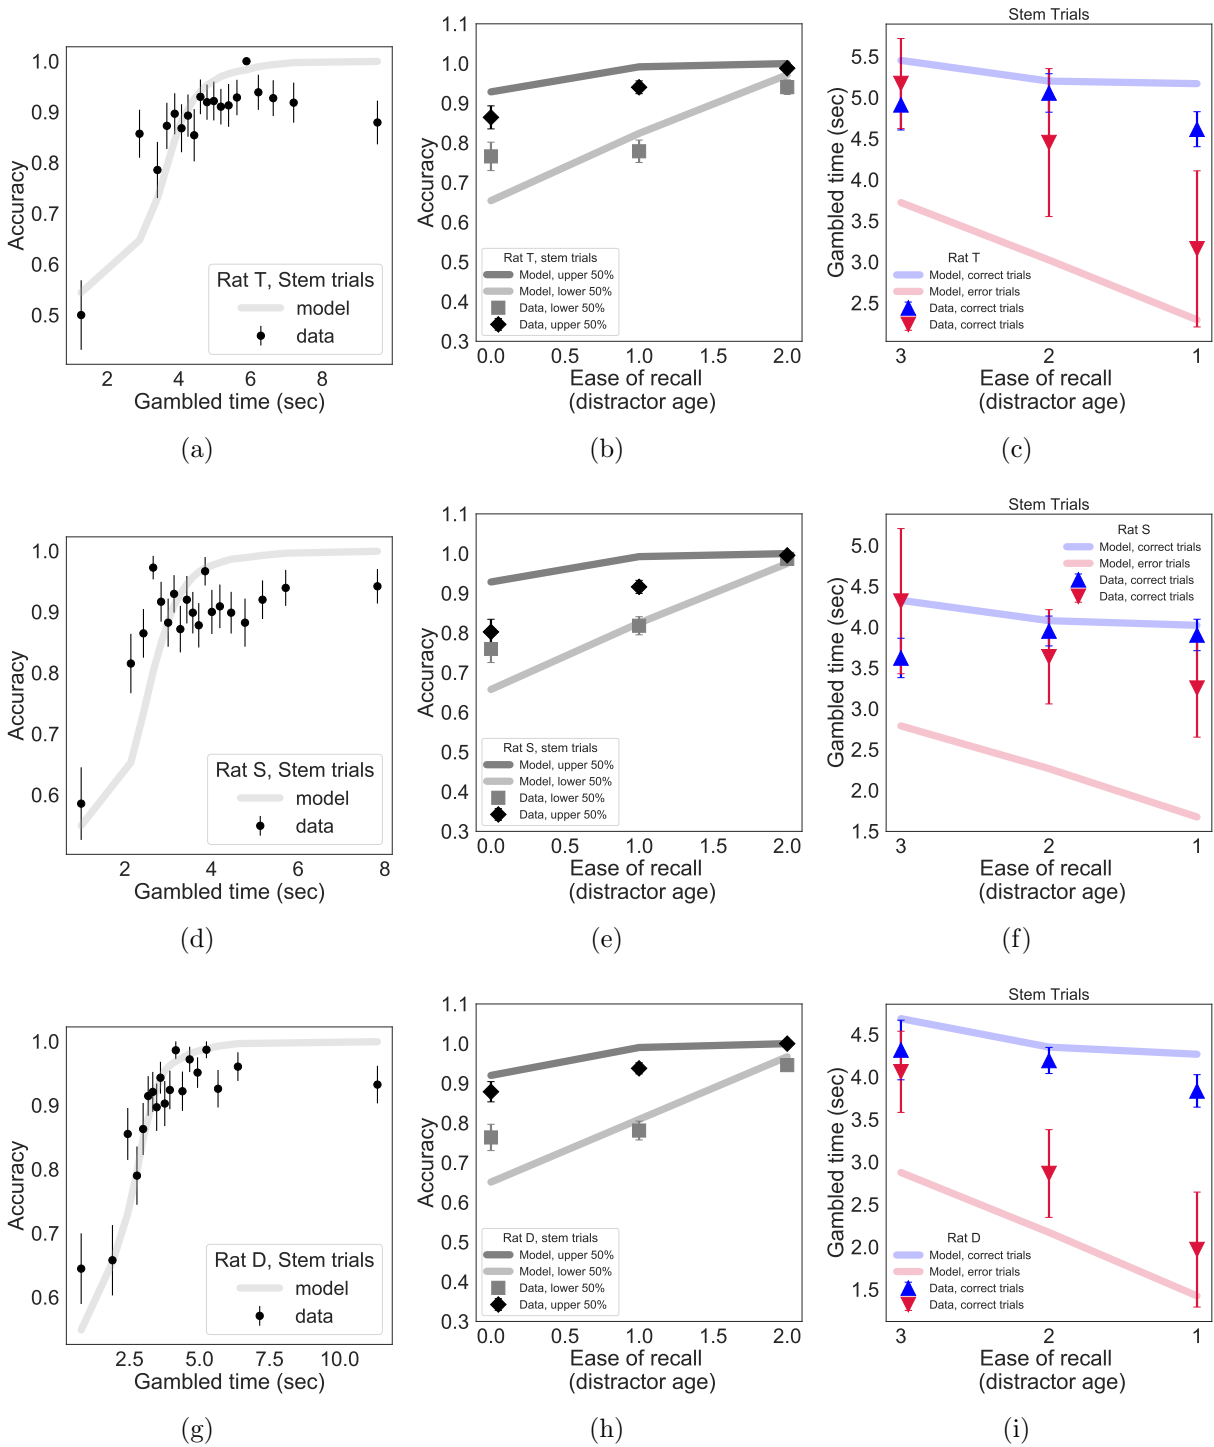 1.0
0.9
0.8
0.7
0.6
0.5
Accuracy
Rat T, Stem trials
model
data
2 4 6 8
Gambled time (sec)
(a)
1.1
1.0
0.9
0.8
0.7
0.6
0.5
0.4
0.3
Accuracy
Rat T, stem trials
Model, upper 50%
Model, lower 50%
Data, lower 50%
Data, upper 50%
0.0 0.5 1.0 1.5 2.0
Ease of recall
(distractor age)
(b)
Stem Trials
5.5
5.0
4.5
4.0
3.5
3.0
2.5
Gambled time (sec)
Rat T
Model, correct trials
Model, error trials
Data, correct trials
Data, correct trials
3 2 1
Ease of recall
(distractor age)
(c)
1.0
0.9
0.8
0.7
0.6
Accuracy
Rat S, Stem trials
model
data
2 4 6 8
Gambled time (sec)
(d)
1.1
1.0
0.9
0.8
0.7
0.6
0.5
0.4
0.3
Accuracy
Rat S, stem trials
Model, upper 50%
Model, lower 50%
Data, lower 50%
Data, upper 50%
0.0 0.5 1.0 1.5 2.0
Ease of recall
(distractor age)
(e)
Stem Trials
5.0
4.5
4.0
3.5
3.0
2.5
2.0
1.5
Gambled time (sec)
Rat S
Model, correct trials
Model, error trials
Data, correct trials
Data, correct trials
3 2 1
Ease of recall
(distractor age)
(f)
1.0
0.9
0.8
0.7
0.6
Accuracy
Rat D, Stem trials
model
data
2.5 5.0 7.5 10.0
Gambled time (sec)
(g)
1.1
1.0
0.9
0.8
0.7
0.6
0.5
0.4
0.3
Accuracy
Rat D, stem trials
Model, upper 50%
Model, lower 50%
Data, lower 50%
Data, upper 50%
0.0 0.5 1.0 1.5 2.0
Ease of recall
(distractor age)
(h)
Stem Trials
4.5
4.0
3.5
3.0
2.5
2.0
1.5
Gambled time (sec)
Rat D
Model, correct trials
Model, error trials
Data, correct trials
Data, correct trials
3 2 1
Ease of recall
(distractor age)
(i)